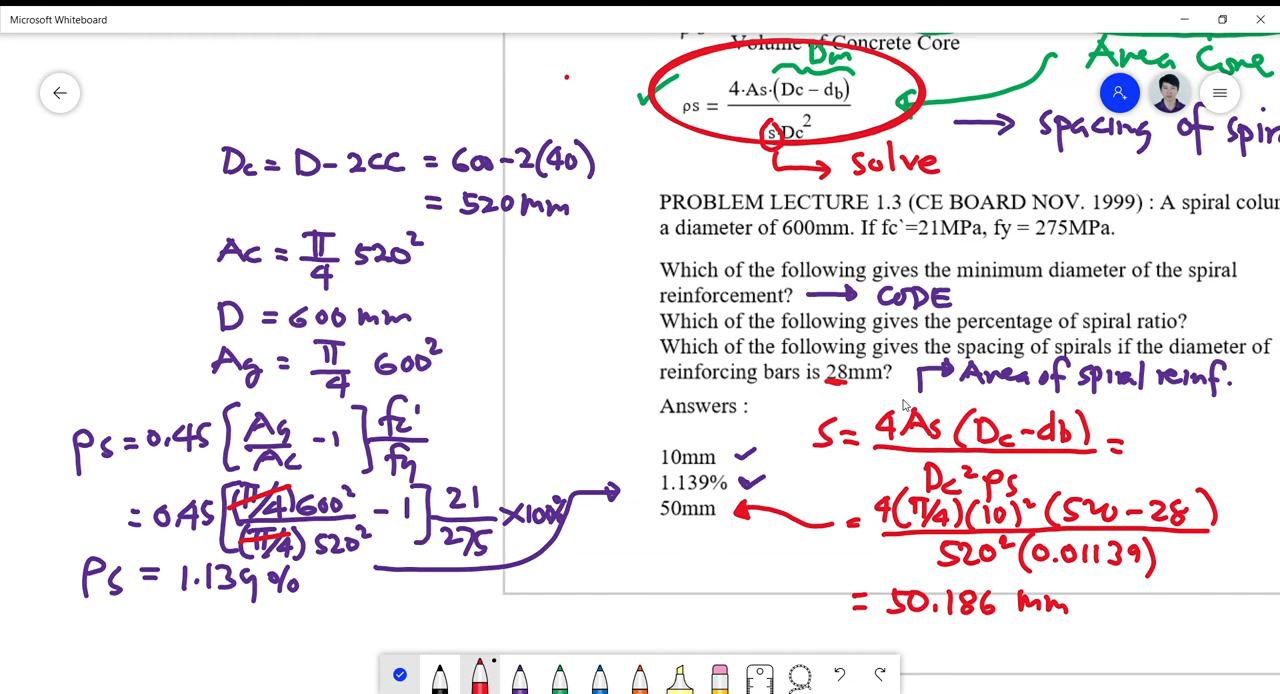 Microsoft Whiteboard
Volume of Concrete Core
Dm
Area Core
ρs = 4·As·(Dc – db)
s Dc²
spacing of spir
solve
Dc = D - 2CC = 600 - 2(40)
= 520 mm
Ac = π/4 520²
D = 600 mm
Ag = π/4 600²
ρs = 0.45 [Ag/Ac - 1] fc'/fy
= 0.45 [(π/4) 600²/(π/4) 520² - 1] 21/275 × 100%
ρs = 1.139 %
PROBLEM LECTURE 1.3 (CE BOARD NOV. 1999) : A spiral colum
a diameter of 600mm. If fc`=21MPa, fy = 275MPa.
Which of the following gives the minimum diameter of the spiral
reinforcement? → CODE
Which of the following gives the percentage of spiral ratio?
Which of the following gives the spacing of spirals if the diameter of
reinforcing bars is 28mm? Area of spiral reinf.
Answers :
10mm
1.139%
50mm
S = 4As (Dc - db) =
Dc² ρs
= 4(π/4)(10)² (520 - 28)
520² (0.01139)
= 50.186 mm